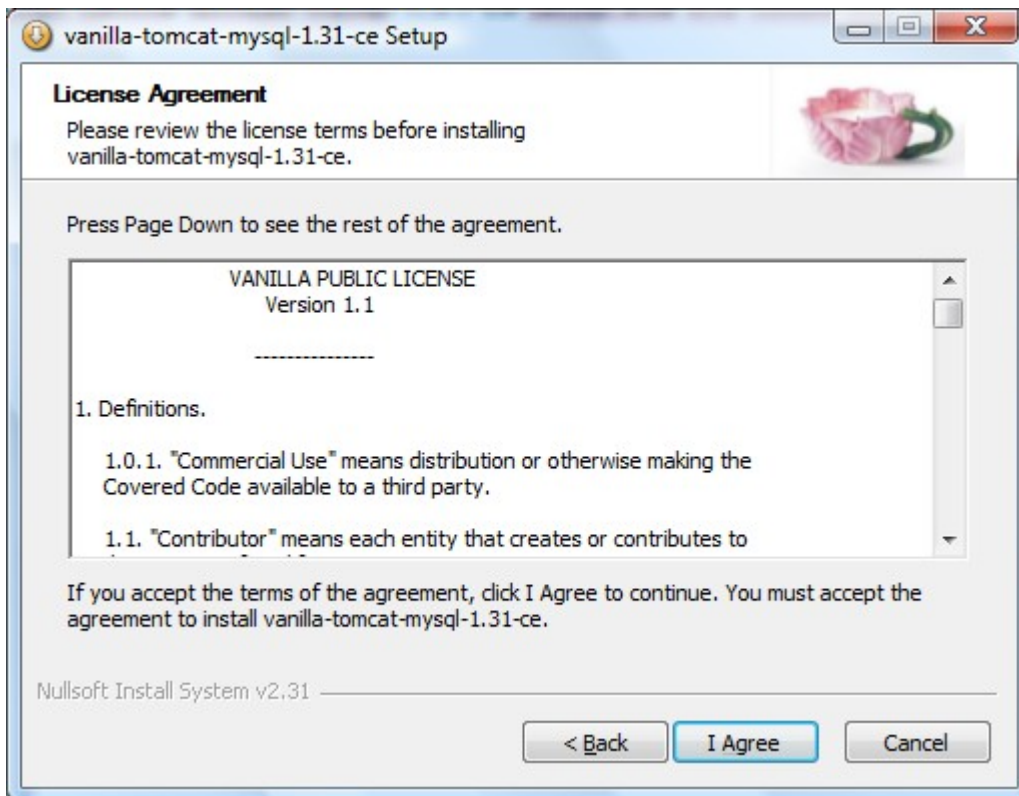 vanilla-tomcat-mysql-1.31-ce Setup
License Agreement
Please review the license terms before installing
vanilla-tomcat-mysql-1.31-ce.
Press Page Down to see the rest of the agreement.
VANILLA PUBLIC LICENSE
Version 1.1
---------------
1. Definitions.
1.0.1. "Commercial Use" means distribution or otherwise making the
Covered Code available to a third party.
1.1. "Contributor" means each entity that creates or contributes to
If you accept the terms of the agreement, click I Agree to continue. You must accept the
agreement to install vanilla-tomcat-mysql-1.31-ce.
Nullsoft Install System v2.31
< Back
I Agree
Cancel